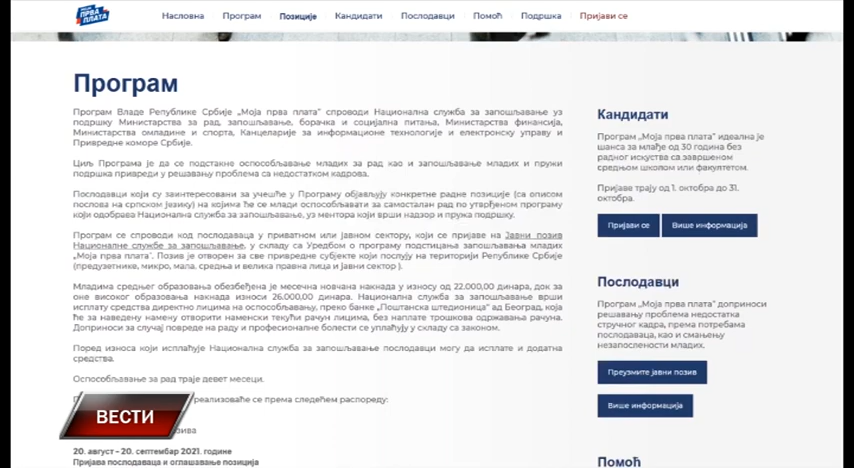 МОЈА
ПРВА
ПЛАТА
Насловна Програм Позиције Кандидати Послодавци Помоћ Подршка Пријави се
Програм
Програм Владе Републике Србије „Моја прва плата" спроводи Национална служба за запошљавање уз
подршку Министарства за рад, запошљавање, борачка и социјална питања, Министарства финансија,
Министарства омладине и спорта, Канцеларије за информационе технологије и електронску управу и
Привредне коморе Србије.
Циљ Програма је да се подстакне оспособљавање младих за рад као и запошљавање младих и пружи
подршка привреди у решавању проблема са недостатком кадрова.
Послодавци који су заинтересовани за учешће у Програму објављују конкретне радне позиције (са описом
послова на српском језику) на којима ће се млади оспособљавати за самосталан рад по утврђеном програму
који одобрава Национална служба за запошљавање, уз ментора који врши надзор и пружа подршку.
Програм се спроводи код послодаваца у приватном или јавном сектору, који се пријаве на Јавни позив
Националне службе за запошљавање, у складу са Уредбом о програму подстицања запошљавања младих
„Моја прва плата". Позив је отворен за све привредне субјекте који послују на територији Републике Србије
(предузетнике, микро, мала, средња и велика правна лица и јавни сектор ).
Младима средњег образовања обезбеђена је месечна новчана накнада у износу од 22.000,00 динара, док за
оне високог образовања накнада износи 26.000,00 динара. Национална служба за запошљавање врши
исплату средства директно лицима на оспособљавању, преко банке „Поштанска штедионица" ад Београд, која
ће за наведену намену отворити наменски текући рачун лицима, без наплате трошкова одржавања рачуна.
Доприноси за случај повреде на раду и професионалне болести се уплаћују у складу са законом.
Поред износа који исплаћује Национална служба за запошљавање послодавци могу да исплате и додатна
средства.
Оспособљавање за рад траје девет месеци.
реализоваће се према следећем распореду:
20. август – 20. септембар 2021. године
Пријава послодаваца и оглашавање позиција
Кандидати
Програм „Моја прва плата" идеална је
шанса за млађе од 30 година без
радног искуства са завршеном
средњом школом или факултетом.
Пријаве трају од 1. октобра до 31.
октобра.
Пријави се Више информација
Послодавци
Програм „Моја прва плата" доприноси
решавању проблема недостатка
стручног кадра, према потребама
послодаваца, као и смањењу
незапослености младих.
Преузмите јавни позив
Више информација
Помоћ
ВЕСТИ